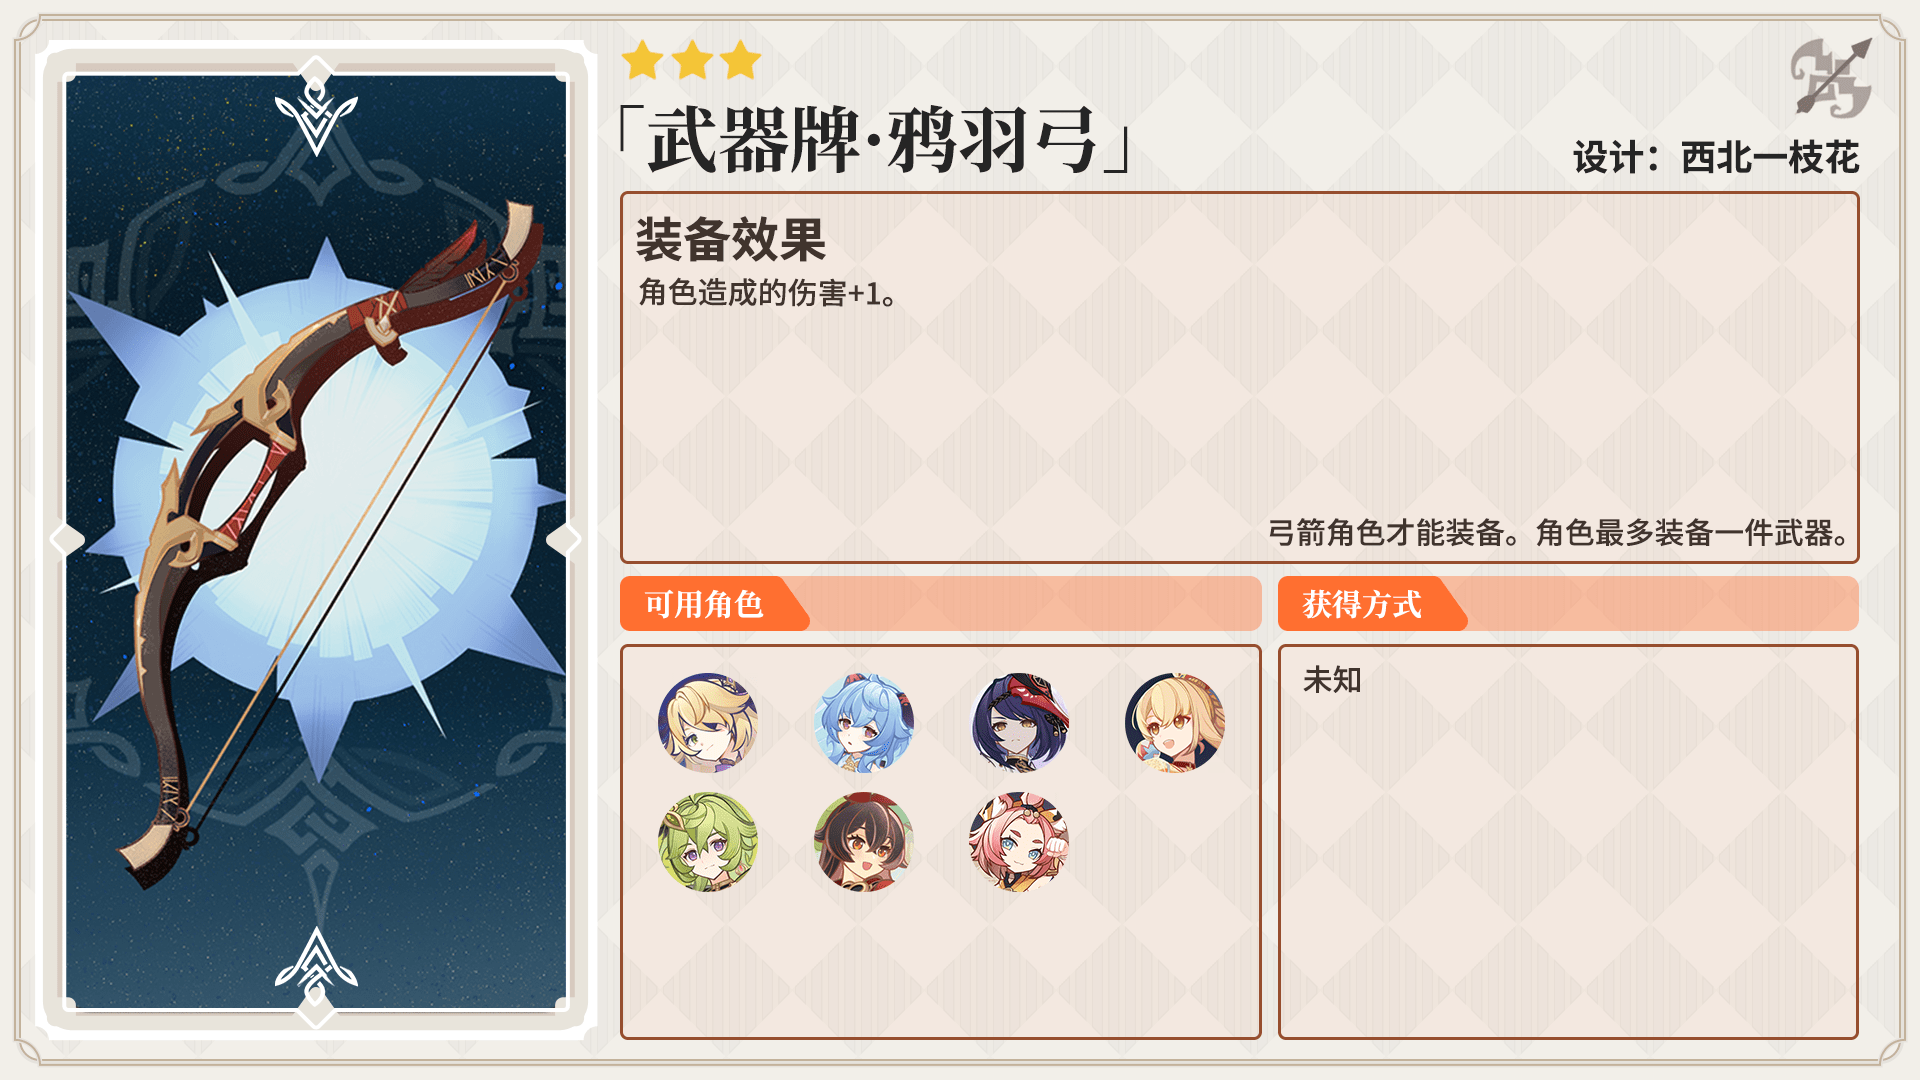 「武器牌·鸦羽弓」
设计：西北一枝花
装备效果
角色造成的伤害+1。
弓箭角色才能装备。角色最多装备一件武器。
可用角色
获得方式
未知